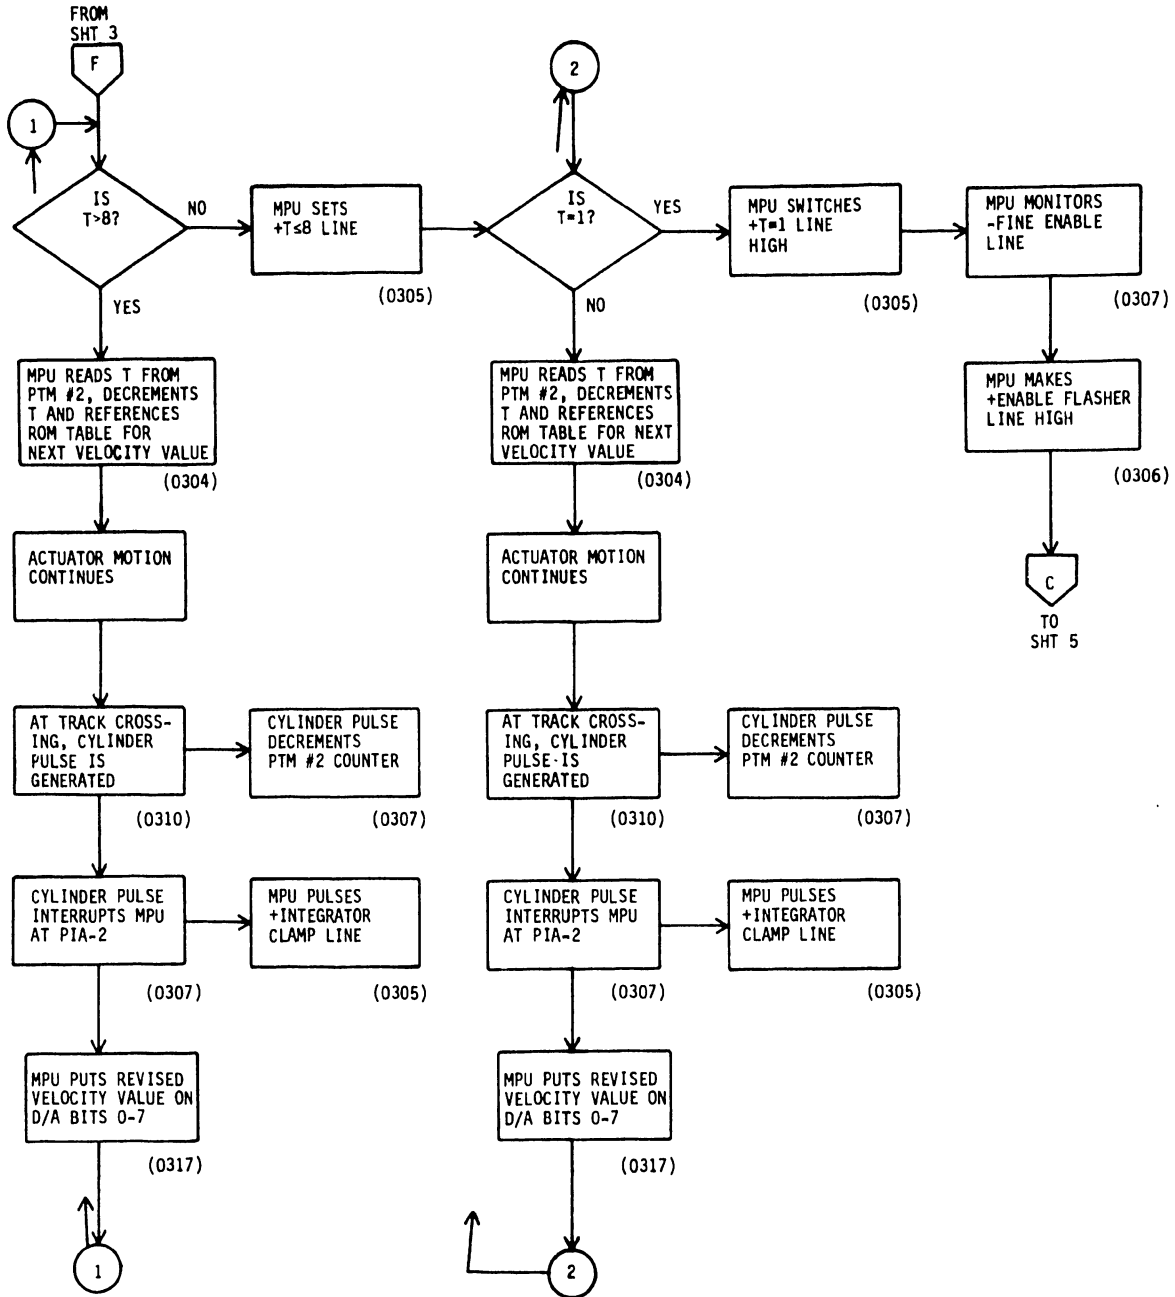 FROM
SHT 3
F
1
IS
T>8?
NO
YES
MPU SETS
+T≤8 LINE
(0305)
2
IS
T=1?
YES
NO
MPU SWITCHES
+T=1 LINE
HIGH
(0305)
MPU MONITORS
-FINE ENABLE
LINE
(0307)
MPU MAKES
+ENABLE FLASHER
LINE HIGH
(0306)
C
TO
SHT 5
MPU READS T FROM
PTM #2, DECREMENTS
T AND REFERENCES
ROM TABLE FOR
NEXT VELOCITY VALUE
(0304)
ACTUATOR MOTION
CONTINUES
AT TRACK CROSS-
ING, CYLINDER
PULSE IS
GENERATED
(0310)
CYLINDER PULSE
DECREMENTS
PTM #2 COUNTER
(0307)
CYLINDER PULSE
INTERRUPTS MPU
AT PIA-2
(0307)
MPU PULSES
+INTEGRATOR
CLAMP LINE
(0305)
MPU PUTS REVISED
VELOCITY VALUE ON
D/A BITS 0-7
(0317)
1
MPU READS T FROM
PTM #2, DECREMENTS
T AND REFERENCES
ROM TABLE FOR NEXT
VELOCITY VALUE
(0304)
ACTUATOR MOTION
CONTINUES
AT TRACK CROSS-
ING, CYLINDER
PULSE·IS
GENERATED
(0310)
CYLINDER PULSE
DECREMENTS
PTM #2 COUNTER
(0307)
CYLINDER PULSE
INTERRUPTS MPU
AT PIA-2
(0307)
MPU PULSES
+INTEGRATOR
CLAMP LINE
(0305)
MPU PUTS REVISED
VELOCITY VALUE ON
D/A BITS 0-7
(0317)
2